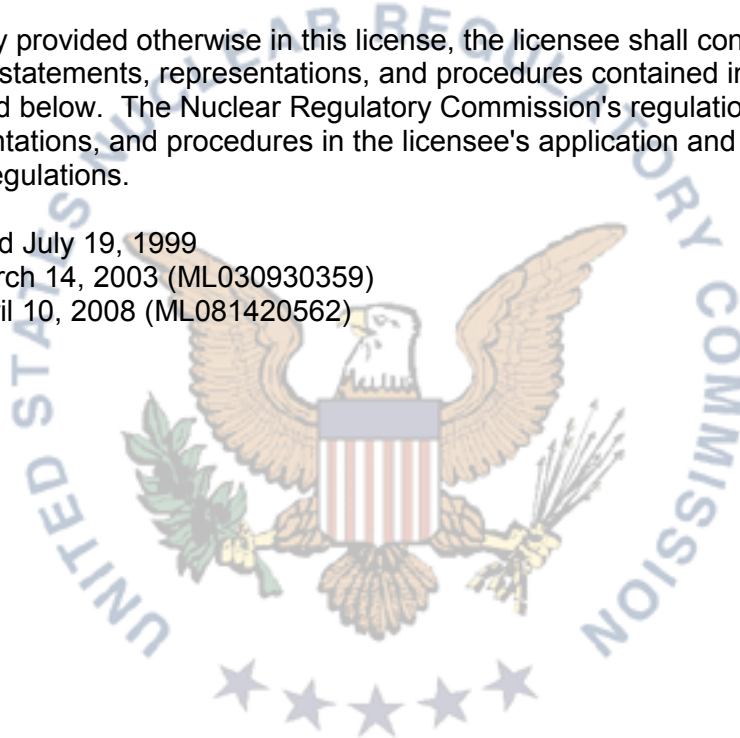 y provided otherwise in this license, the licensee shall con
statements, representations, and procedures contained i
d below. The Nuclear Regulatory Commission's regulatio
ntations, and procedures in the licensee's application and
egulations.
d July 19, 1999
rch 14, 2003 (ML030930359)
il 10, 2008 (ML081420562)
UNITED STATES NUCLEAR REGULATORY COMMISSION